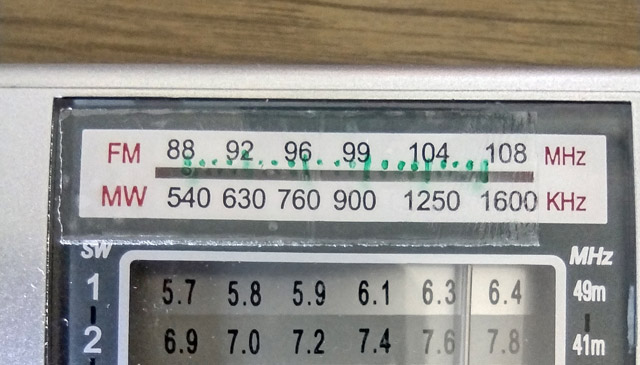 FM 88 92 96 99 104 108 MHz
MW 540 630 760 900 1250 1600 KHz
SW MHz
1 5.7 5.8 5.9 6.1 6.3 6.4 49m
2 6.9 7.0 7.2 7.4 7.6 7.8 41m